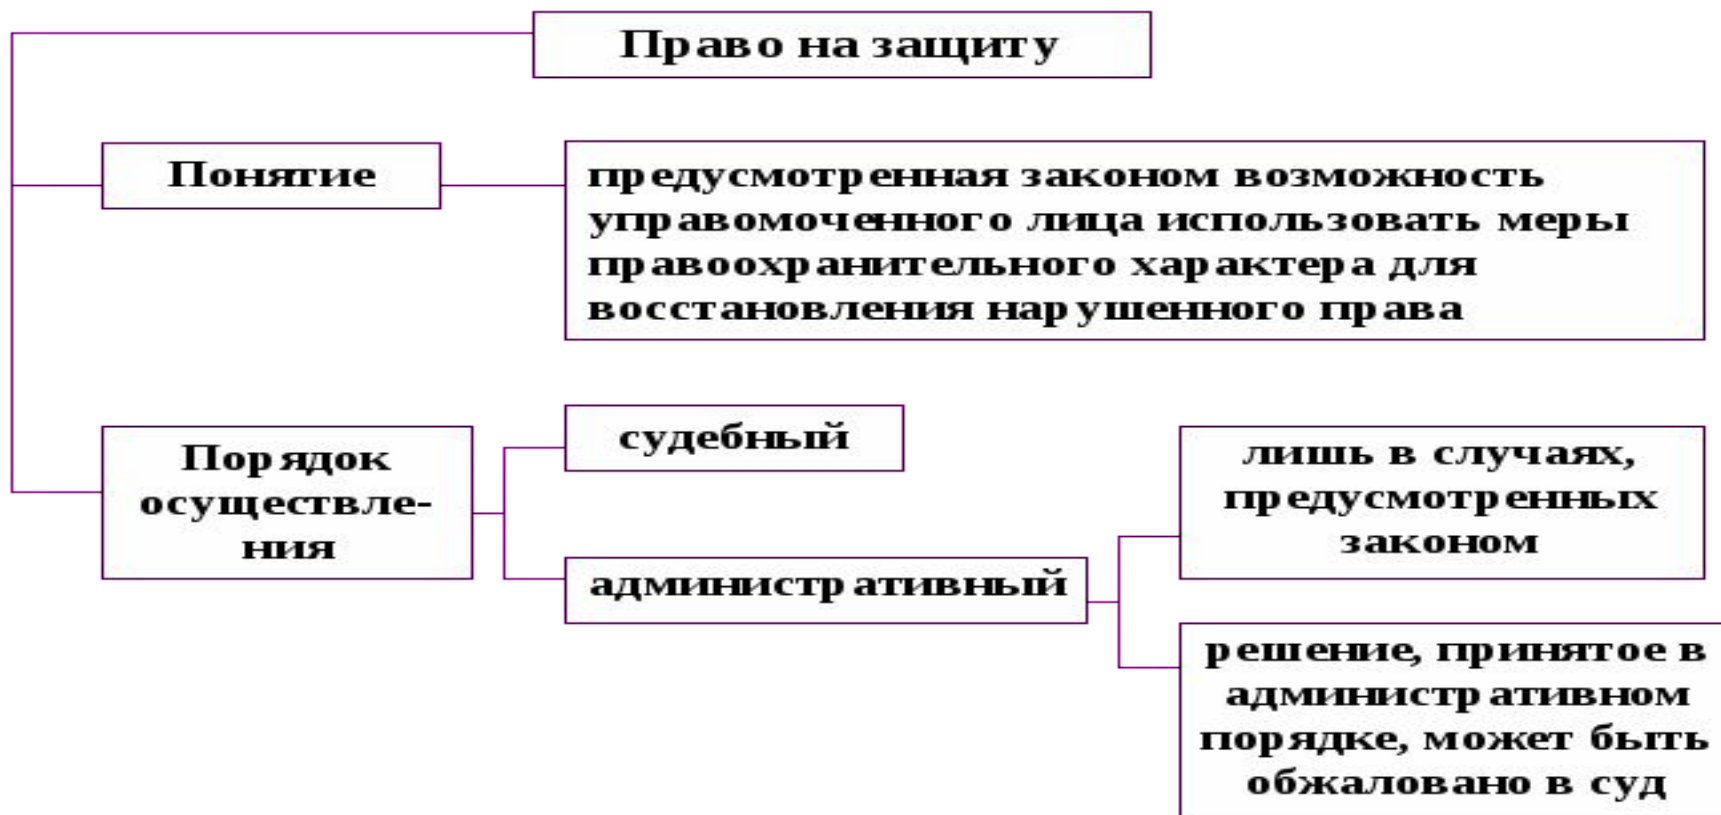 Право на защиту
Понятие
предусмотренная законом возможность
управомоченного лица использовать меры
правоохранительного характера для
восстановления нарушенного права
Порядок
осуществле-
ния
судебный
административный
лишь в случаях,
предусмотренных
законом
решение, принятое в
административном
порядке, может быть
обжаловано в суд